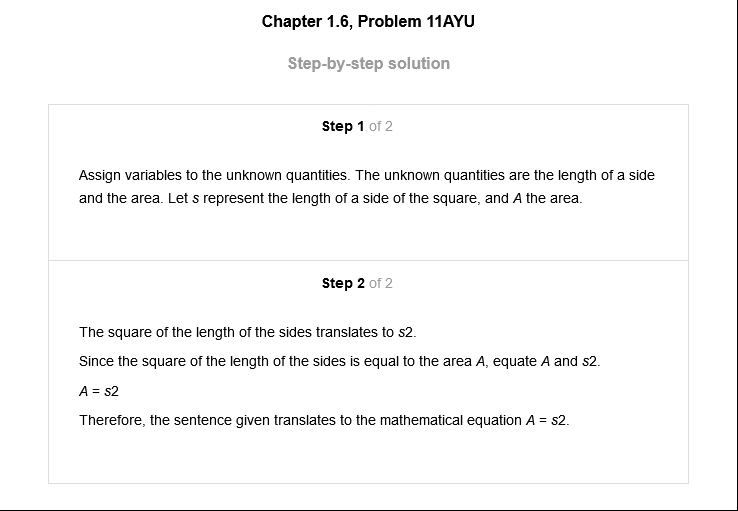 Chapter 1.6, Problem 11AYU
Step-by-step solution
Step 1 of 2
Assign variables to the unknown quantities. The unknown quantities are the length of a side
and the area. Let s represent the length of a side of the square, and A the area.
Step 2 of 2
The square of the length of the sides translates to s2.
Since the square of the length of the sides is equal to the area A, equate A and s2.
A = s2
Therefore, the sentence given translates to the mathematical equation A = s2.